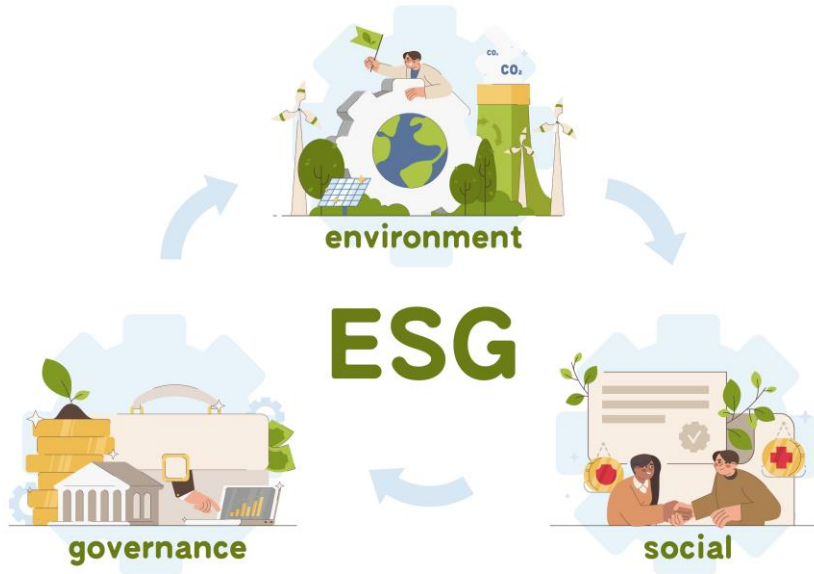 CO₂
CO₂
environment
ESG
governance
social